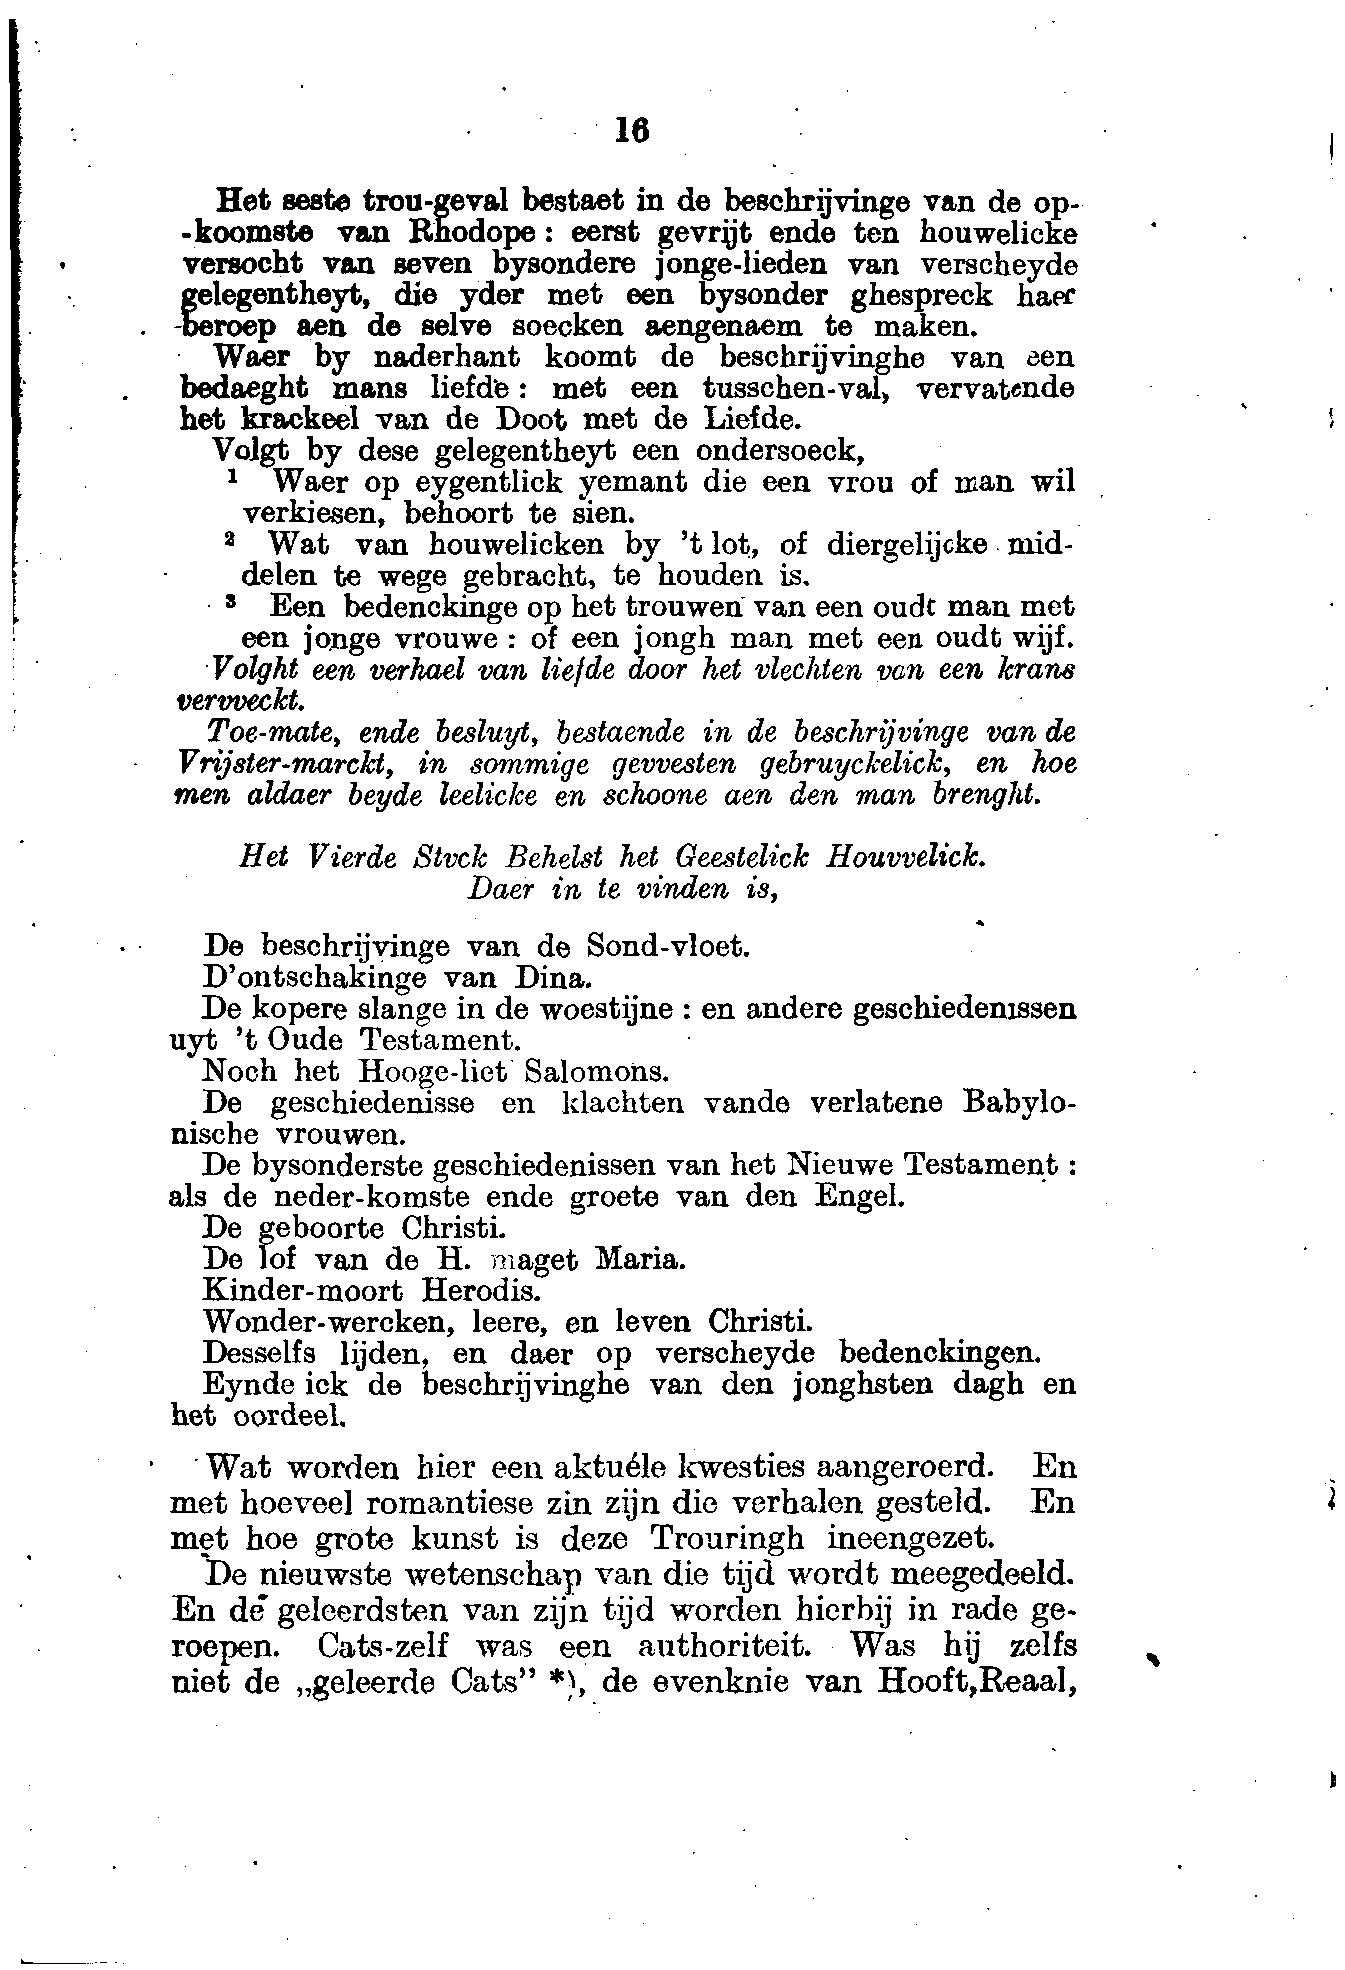 16
Het seste trou-geval bestaet in de beschrijvinge van de op-
-koomste van Rhodope : eerst gevrijt ende ten houwelicke
versocht van seven bysondere jonge-lieden van verscheyde
gelegentheyt, die yder met een bysonder ghespreck haer
-beroep aen de selve soecken aengenaem te maken.
Waer by naderhant koomt de beschrijvinghe van een
bedaeght mans liefde : met een tusschen-val, vervatende
het krackeel van de Doot met de Liefde.
Volgt by dese gelegentheyt een ondersoeck,
1 Waer op eygentlick yemant die een vrou of man wil
verkiesen, behoort te sien.
2 Wat van houwelicken by 't lot, of diergelijcke mid-
delen te wege gebracht, te houden is.
3 Een bedenckinge op het trouwen van een oudt man met
een jonge vrouwe : of een jongh man met een oudt wijf.
Volght een verhael van liefde door het vlechten van een krans
vervveckt.
Toe-mate, ende besluyt, bestaende in de beschrijvinge van de
Vrijster-marckt, in sommige gevvesten gebruyckelick, en hoe
men aldaer beyde leelicke en schoone aen den man brenght.
Het Vierde Stvck Behelst het Geestelick Houvvelick.
Daer in te vinden is,
De beschrijvinge van de Sond-vloet.
D'ontschakinge van Dina.
De kopere slange in de woestijne : en andere geschiedenissen
uyt 't Oude Testament.
Noch het Hooge-liet Salomons.
De geschiedenisse en klachten vande verlatene Babylo-
nische vrouwen.
De bysonderste geschiedenissen van het Nieuwe Testament :
als de neder-komste ende groete van den Engel.
De geboorte Christi.
De lof van de H. maget Maria.
Kinder-moort Herodis.
Wonder-wercken, leere, en leven Christi.
Desselfs lijden, en daer op verscheyde bedenckingen.
Eynde ick de beschrijvinghe van den jonghsten dagh en
het oordeel.
Wat worden hier een aktuéle kwesties aangeroerd. En
met hoeveel romantiese zin zijn die verhalen gesteld. En
met hoe grote kunst is deze Trouringh ineengezet.
De nieuwste wetenschap van die tijd wordt meegedeeld.
En de geleerdsten van zijn tijd worden hierbij in rade ge-
roepen. Cats-zelf was een authoriteit. Was hij zelfs
niet de „geleerde Cats” *), de evenknie van Hooft,Reaal,